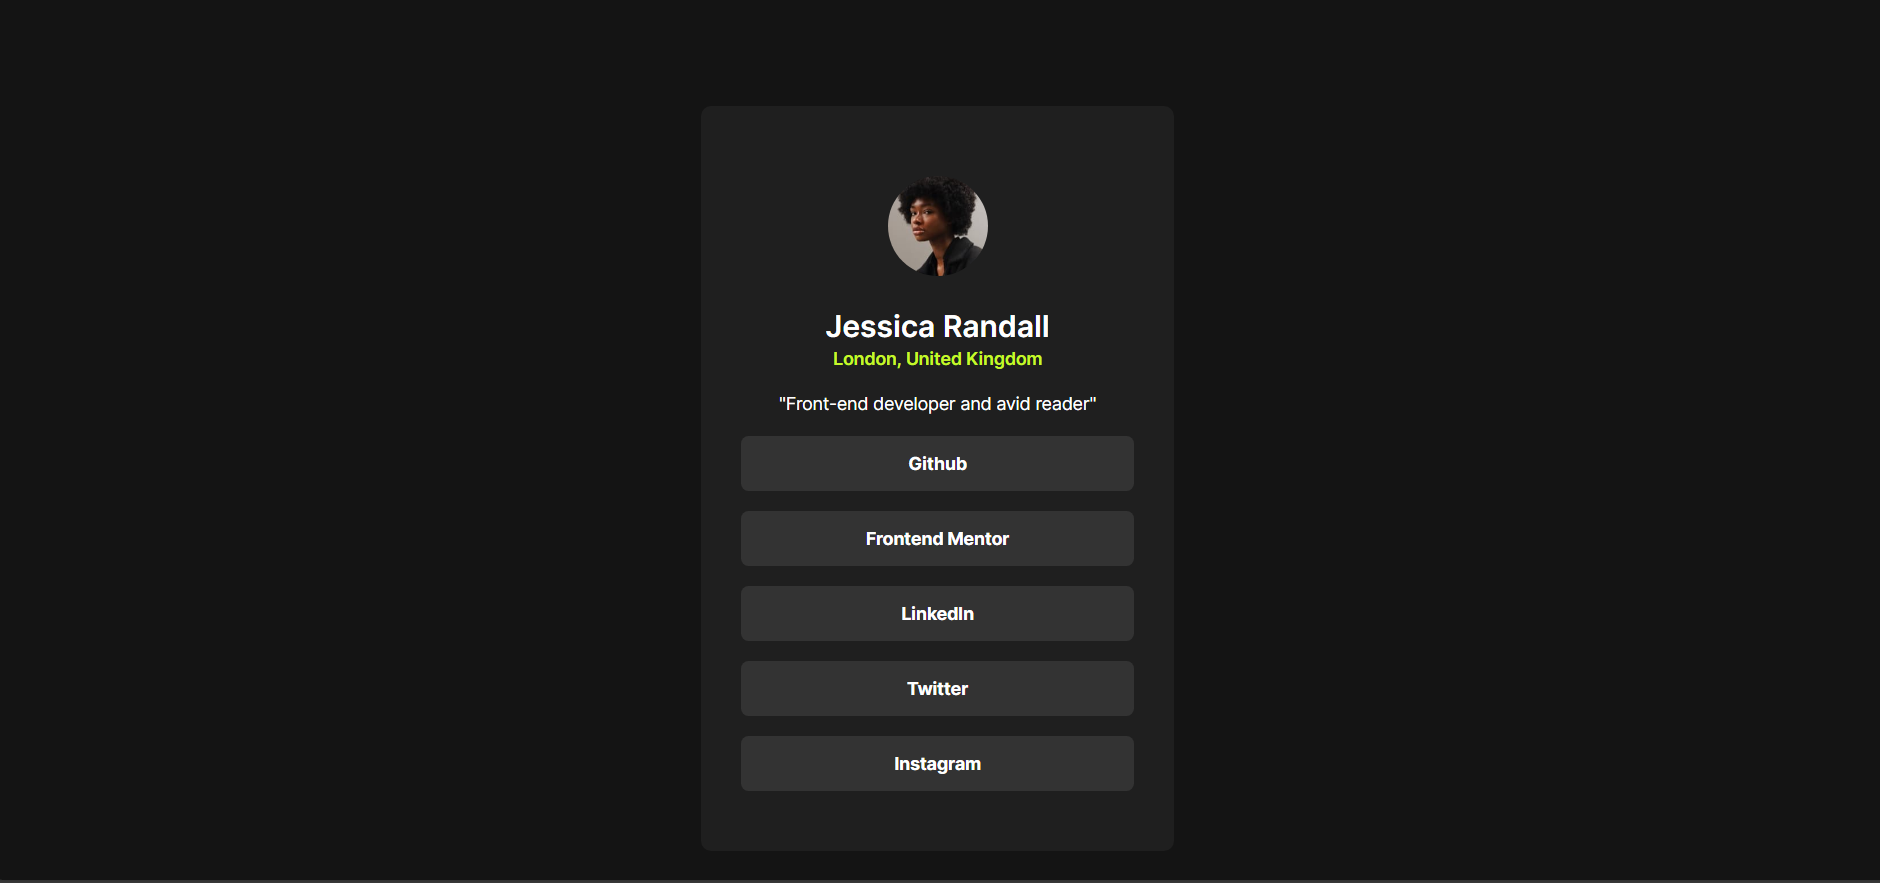 Jessica Randall
London, United Kingdom
"Front-end developer and avid reader"
Github
Frontend Mentor
LinkedIn
Twitter
Instagram